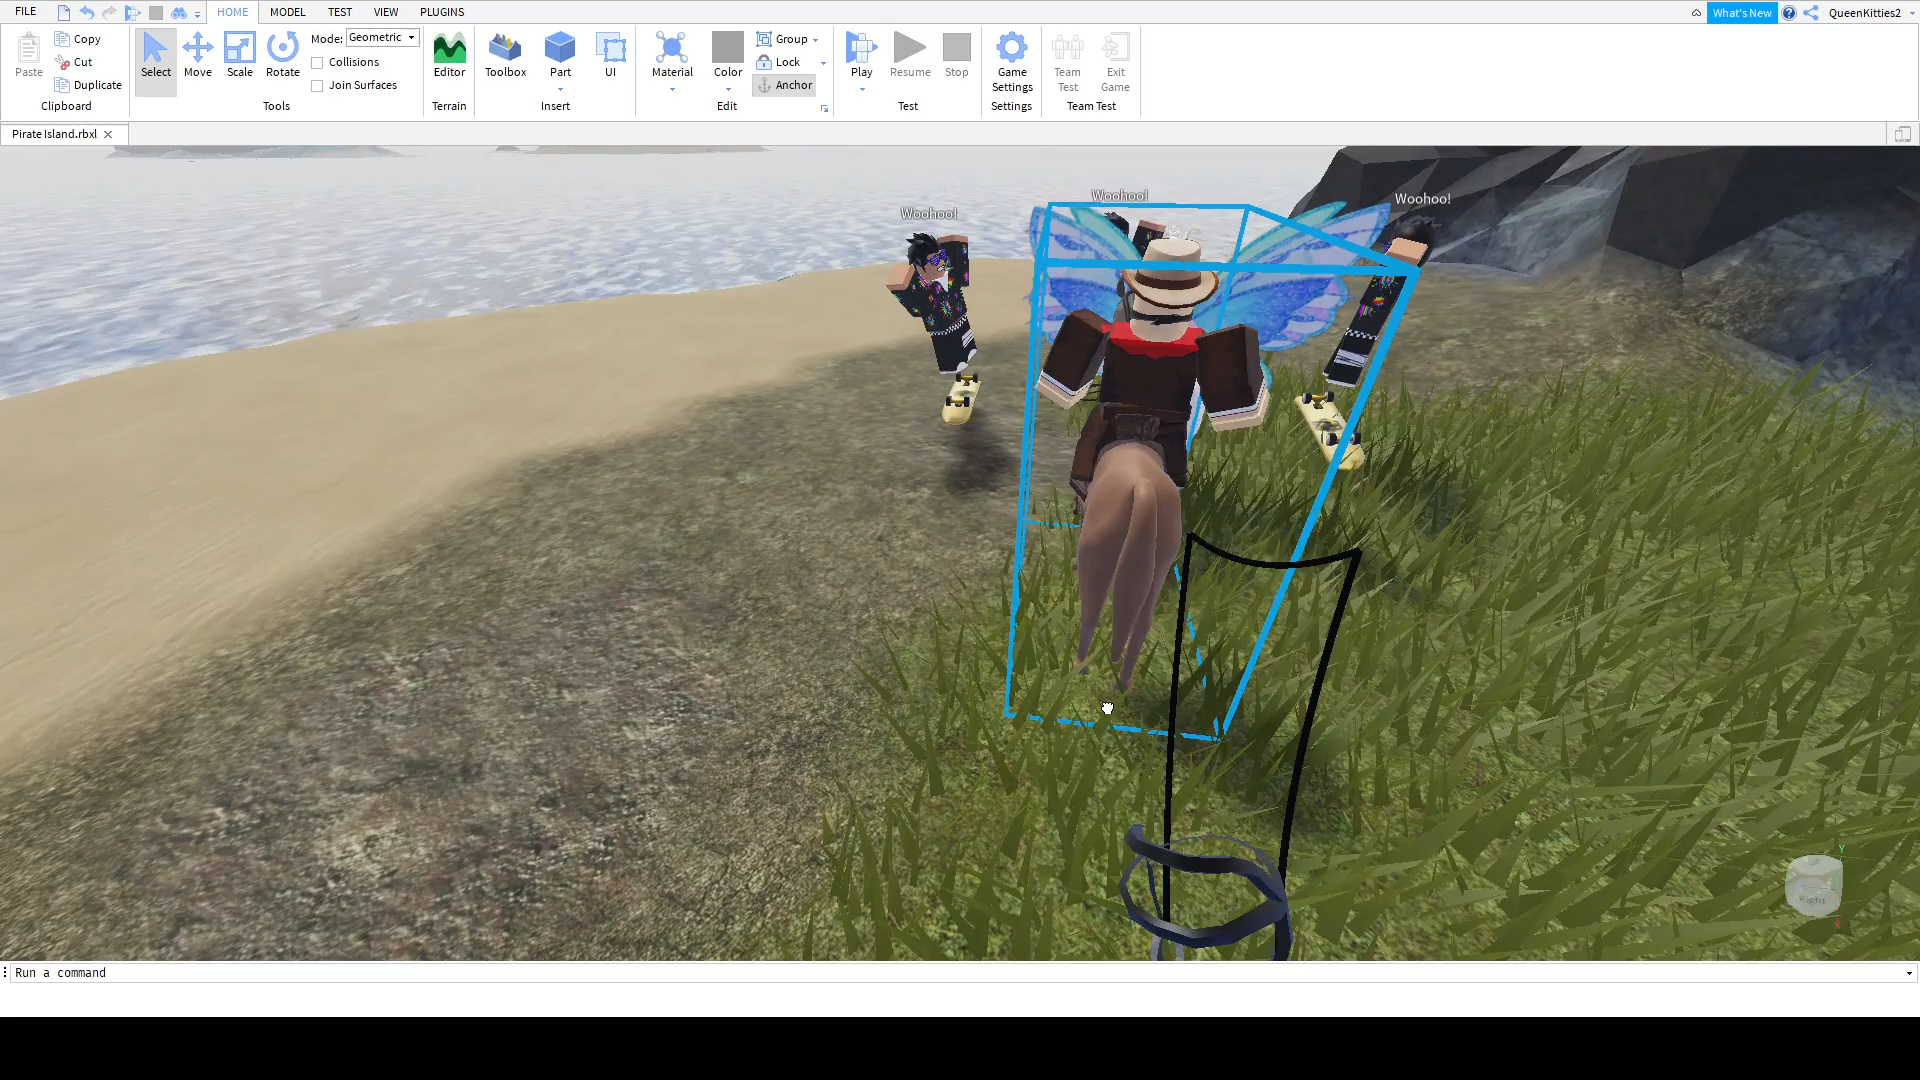 FILE HOME MODEL TEST VIEW PLUGINS What's New QueenKitties2
Paste Copy Cut Duplicate
Clipboard
Select Move Scale Rotate Mode: Geometric Collisions Join Surfaces
Tools
Editor
Terrain
Toolbox Part UI
Insert
Material Color Group Lock Anchor
Edit
Play Resume Stop
Test
Game Settings
Settings
Team Test Exit Game
Team Test
Pirate Island.rbxl
Woohoo!
Woohoo!
Woohoo!
Y
Right
X
Run a command